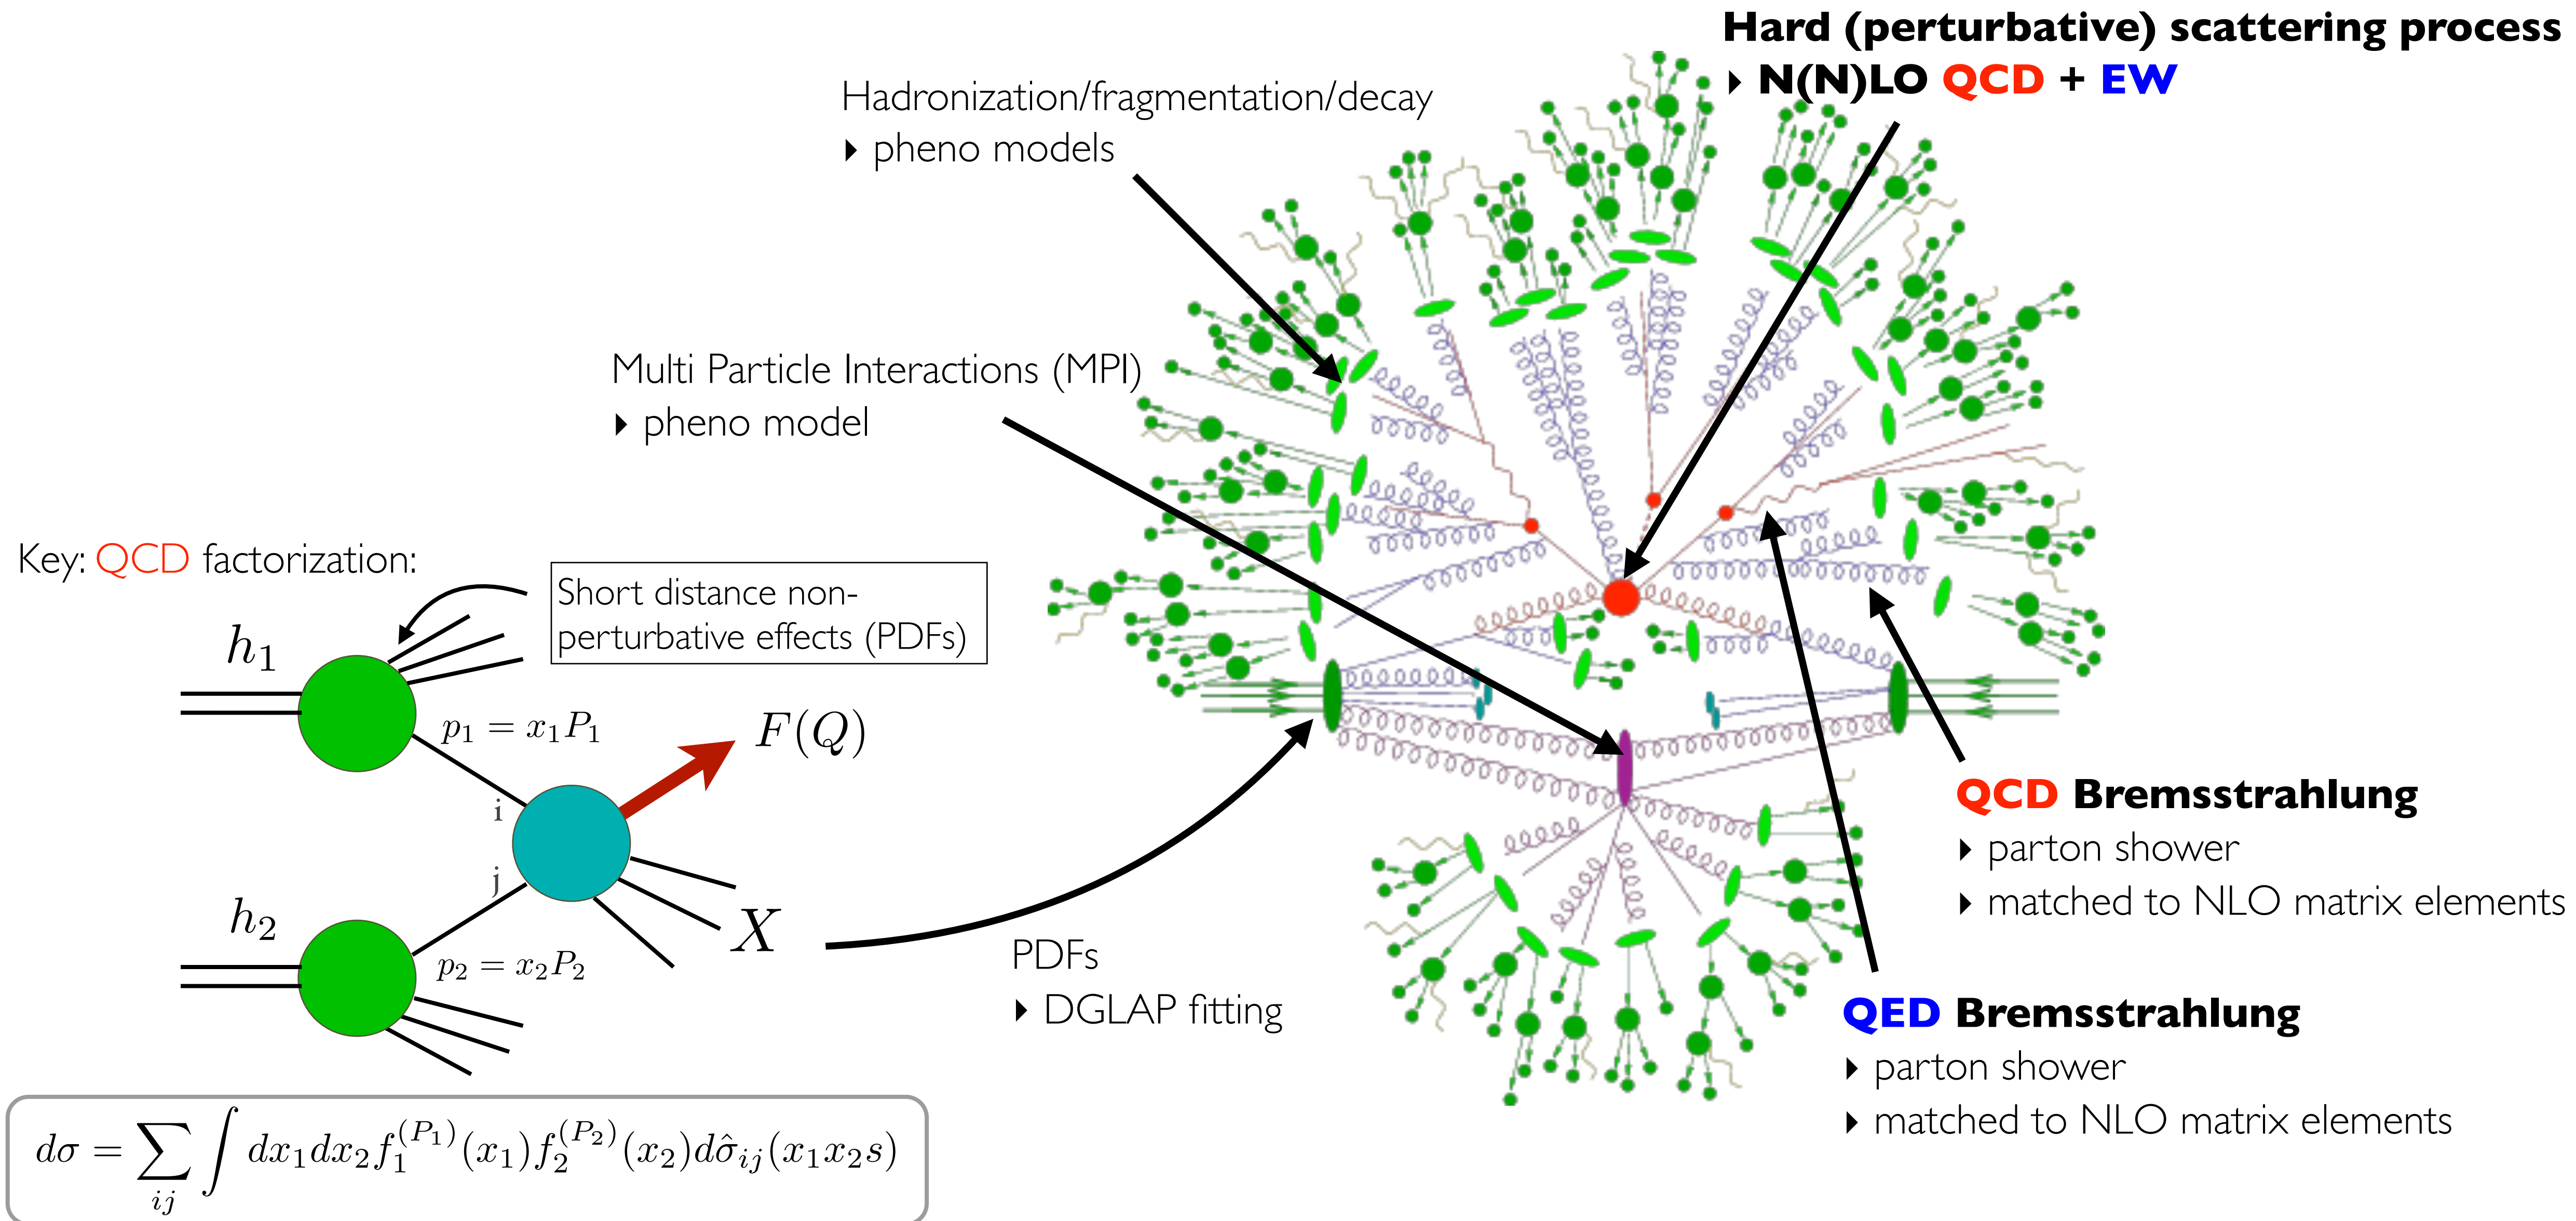 Hard (perturbative) scattering process
‣ N(N)LO QCD + EW
Hadronization/fragmentation/decay
‣ pheno models
Multi Particle Interactions (MPI)
‣ pheno model
Key: QCD factorization:
Short distance non-
perturbative effects (PDFs)
h₁
p₁ = x₁P₁
F(Q)
i
j
h₂
X
p₂ = x₂P₂
PDFs
‣ DGLAP fitting
QCD Bremsstrahlung
‣ parton shower
‣ matched to NLO matrix elements
QED Bremsstrahlung
‣ parton shower
‣ matched to NLO matrix elements
dσ = ∑_{ij} ∫ dx₁dx₂f₁^{(P₁)}(x₁)f₂^{(P₂)}(x₂)dσ̂_{ij}(x₁x₂s)